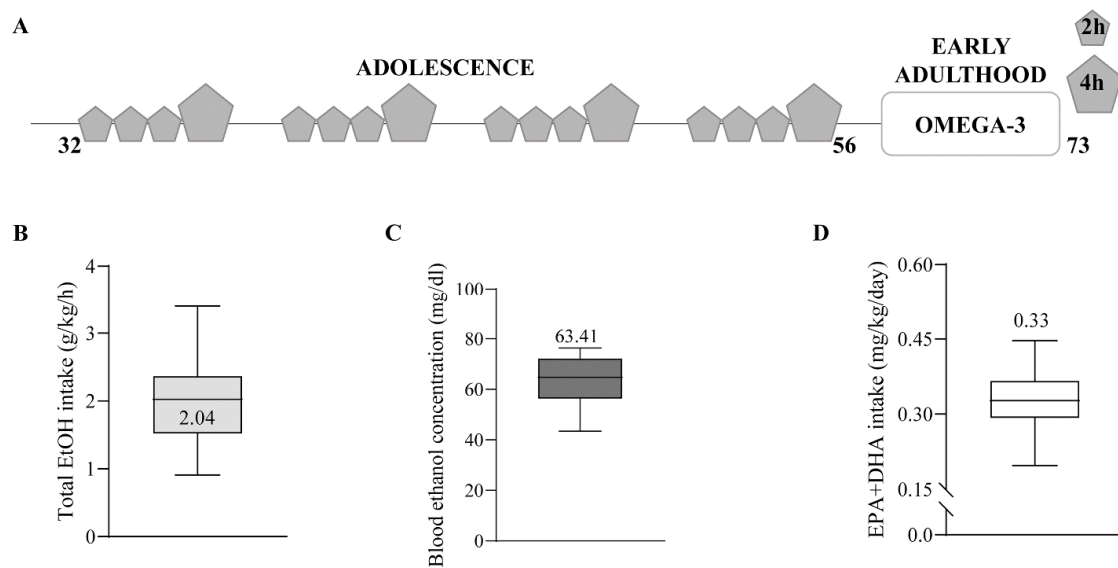 A
ADOLESCENCE
EARLY
ADULTHOOD
2h
4h
OMEGA-3
32
56
73
B
Total EtOH intake (g/kg/h)
4
3
2
1
0
2.04
C
Blood ethanol concentration (mg/dl)
100
80
60
40
20
0
63.41
D
EPA+DHA intake (mg/kg/day)
0.60
0.45
0.30
0.15
0.0
0.33